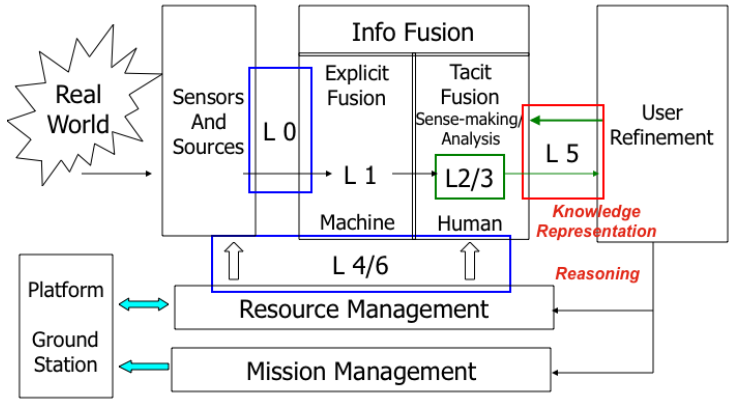 Info Fusion
Real
World
Sensors
And
Sources
L 0
Explicit
Fusion
L 1
Machine
Tacit
Fusion
Sense-making/
Analysis
L2/3
Human
L 5
User
Refinement
Knowledge
Representation
Reasoning
L 4/6
Platform
Ground
Station
Resource Management
Mission Management